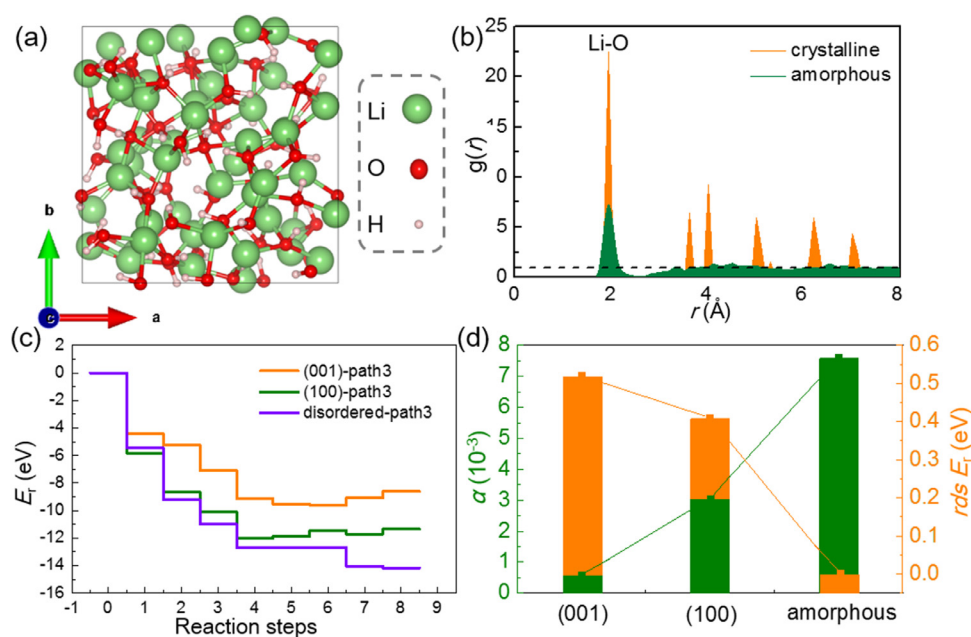 (a)
Li
O
H
b
c
a
(b)
Li-O
crystalline
amorphous
g(r)
25
20
5
0
5
0
0 2 4 6 8
r (Å)
(c)
(001)-path3
(100)-path3
disordered-path3
Er (eV)
2
0
-2
-4
-6
-8
-10
-12
-14
-16
-1 0 1 2 3 4 5 6 7 8 9
Reaction steps
(d)
α (10⁻³)
8
7
6
5
4
3
2
1
0
(001) (100) amorphous
0.6
0.5
0.4
0.3
0.2
0.1
0.0
rds Er (eV)